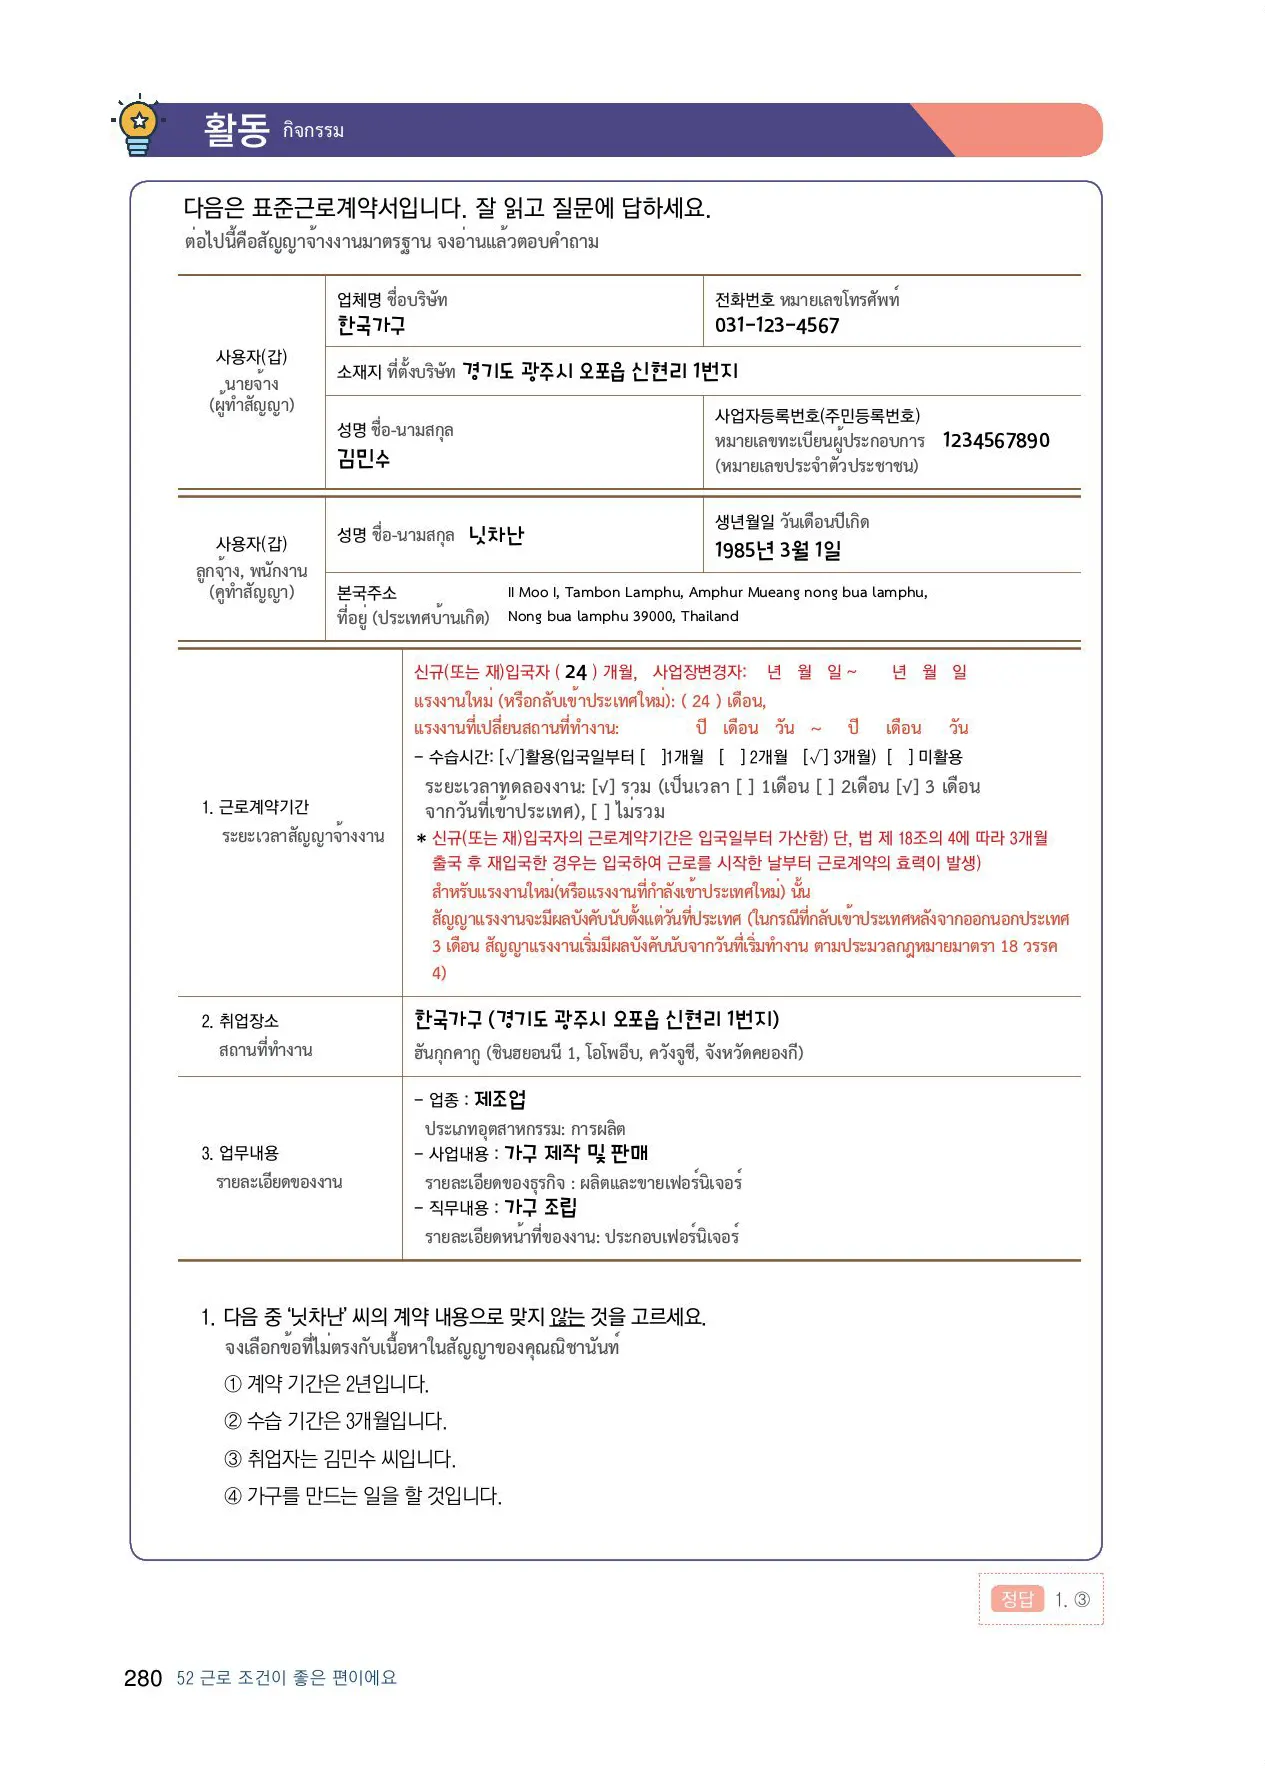 활동 กิจกรรม
다음은 표준근로계약서입니다. 잘 읽고 질문에 답하세요.
ต่อไปนี้คือสัญญาจ้างงานมาตรฐาน จงอ่านแล้วตอบคำถาม
사용자(갑)
นายจ้าง
(ผู้ทำสัญญา)
업체명 ชื่อบริษัท
한국가구
전화번호 หมายเลขโทรศัพท์
031-123-4567
소재지 ที่ตั้งบริษัท 경기도 광주시 오포읍 신현리 1번지
성명 ชื่อ-นามสกุล
김민수
사업자등록번호(주민등록번호)
หมายเลขทะเบียนผู้ประกอบการ 1234567890
(หมายเลขประจำตัวประชาชน)
사용자(갑)
ลูกจ้าง, พนักงาน
(คู่ทำสัญญา)
성명 ชื่อ-นามสกุล 닛차난
생년월일 วันเดือนปีเกิด
1985년 3월 1일
본국주소 II Moo I, Tambon Lamphu, Amphur Mueang nong bua lamphu,
ที่อยู่ (ประเทศบ้านเกิด) Nong bua lamphu 39000, Thailand
1. 근로계약기간
ระยะเวลาสัญญาจ้างงาน
신규(또는 재)입국자 ( 24 ) 개월, 사업장변경자: 년 월 일 ~ 년 월 일
แรงงานใหม่ (หรือกลับเข้าประเทศใหม่): ( 24 ) เดือน,
แรงงานที่เปลี่ยนสถานที่ทำงาน: ปี เดือน วัน ~ ปี เดือน วัน
- 수습시간: [√]활용(입국일부터 [ ]1개월 [ ] 2개월 [√] 3개월) [ ] 미활용
ระยะเวลาทดลองงาน: [√] รวม (เป็นเวลา [ ] 1เดือน [ ] 2เดือน [√] 3 เดือน
จากวันที่เข้าประเทศ), [ ] ไม่รวม
* 신규(또는 재)입국자의 근로계약기간은 입국일부터 가산함) 단, 법 제 18조의 4에 따라 3개월
출국 후 재입국한 경우는 입국하여 근로를 시작한 날부터 근로계약의 효력이 발생)
สำหรับแรงงานใหม่(หรือแรงงานที่กำลังเข้าประเทศใหม่) นั้น
สัญญาแรงงานจะมีผลบังคับนับตั้งแต่วันที่ประเทศ (ในกรณีที่กลับเข้าประเทศหลังจากออกนอกประเทศ
3 เดือน สัญญาแรงงานเริ่มมีผลบังคับนับจากวันที่เริ่มทำงาน ตามประมวลกฎหมายมาตรา 18 วรรค
4)
2. 취업장소
สถานที่ทำงาน
한국가구 (경기도 광주시 오포읍 신현리 1번지)
ฮันกุกคากู (ชินฮยอนนี 1, โอโพอึบ, ควังจูชี, จังหวัดคยองกี)
3. 업무내용
รายละเอียดของงาน
- 업종 : 제조업
ประเภทอุตสาหกรรม: การผลิต
- 사업내용 : 가구 제작 및 판매
รายละเอียดของธุรกิจ : ผลิตและขายเฟอร์นิเจอร์
- 직무내용 : 가구 조립
รายละเอียดหน้าที่ของงาน: ประกอบเฟอร์นิเจอร์
1. 다음 중 ‘닛차난’ 씨의 계약 내용으로 맞지 않는 것을 고르세요.
จงเลือกข้อที่ไม่ตรงกับเนื้อหาในสัญญาของคุณณิชานันท์
① 계약 기간은 2년입니다.
② 수습 기간은 3개월입니다.
③ 취업자는 김민수 씨입니다.
④ 가구를 만드는 일을 할 것입니다.
정답 1. ③
280 52 근로 조건이 좋은 편이에요